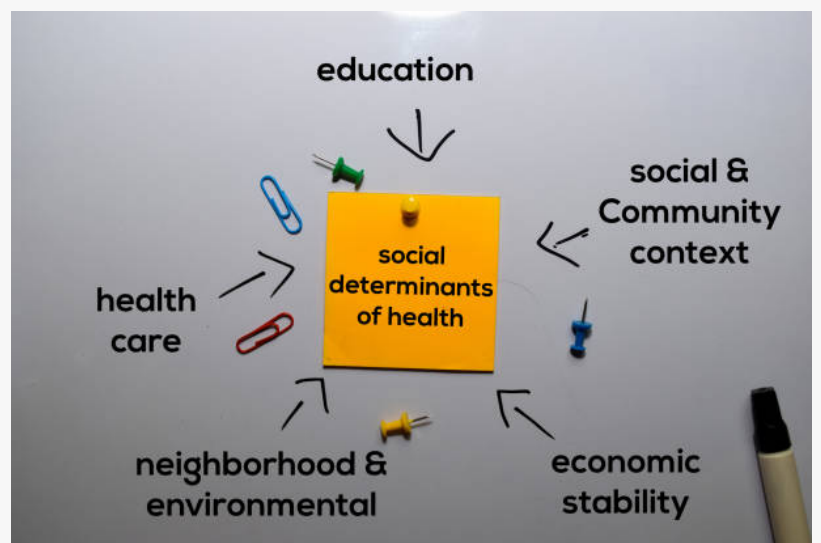 education
social &
Community
context
social
determinants
of health
health
care
neighborhood &
environmental
economic
stability